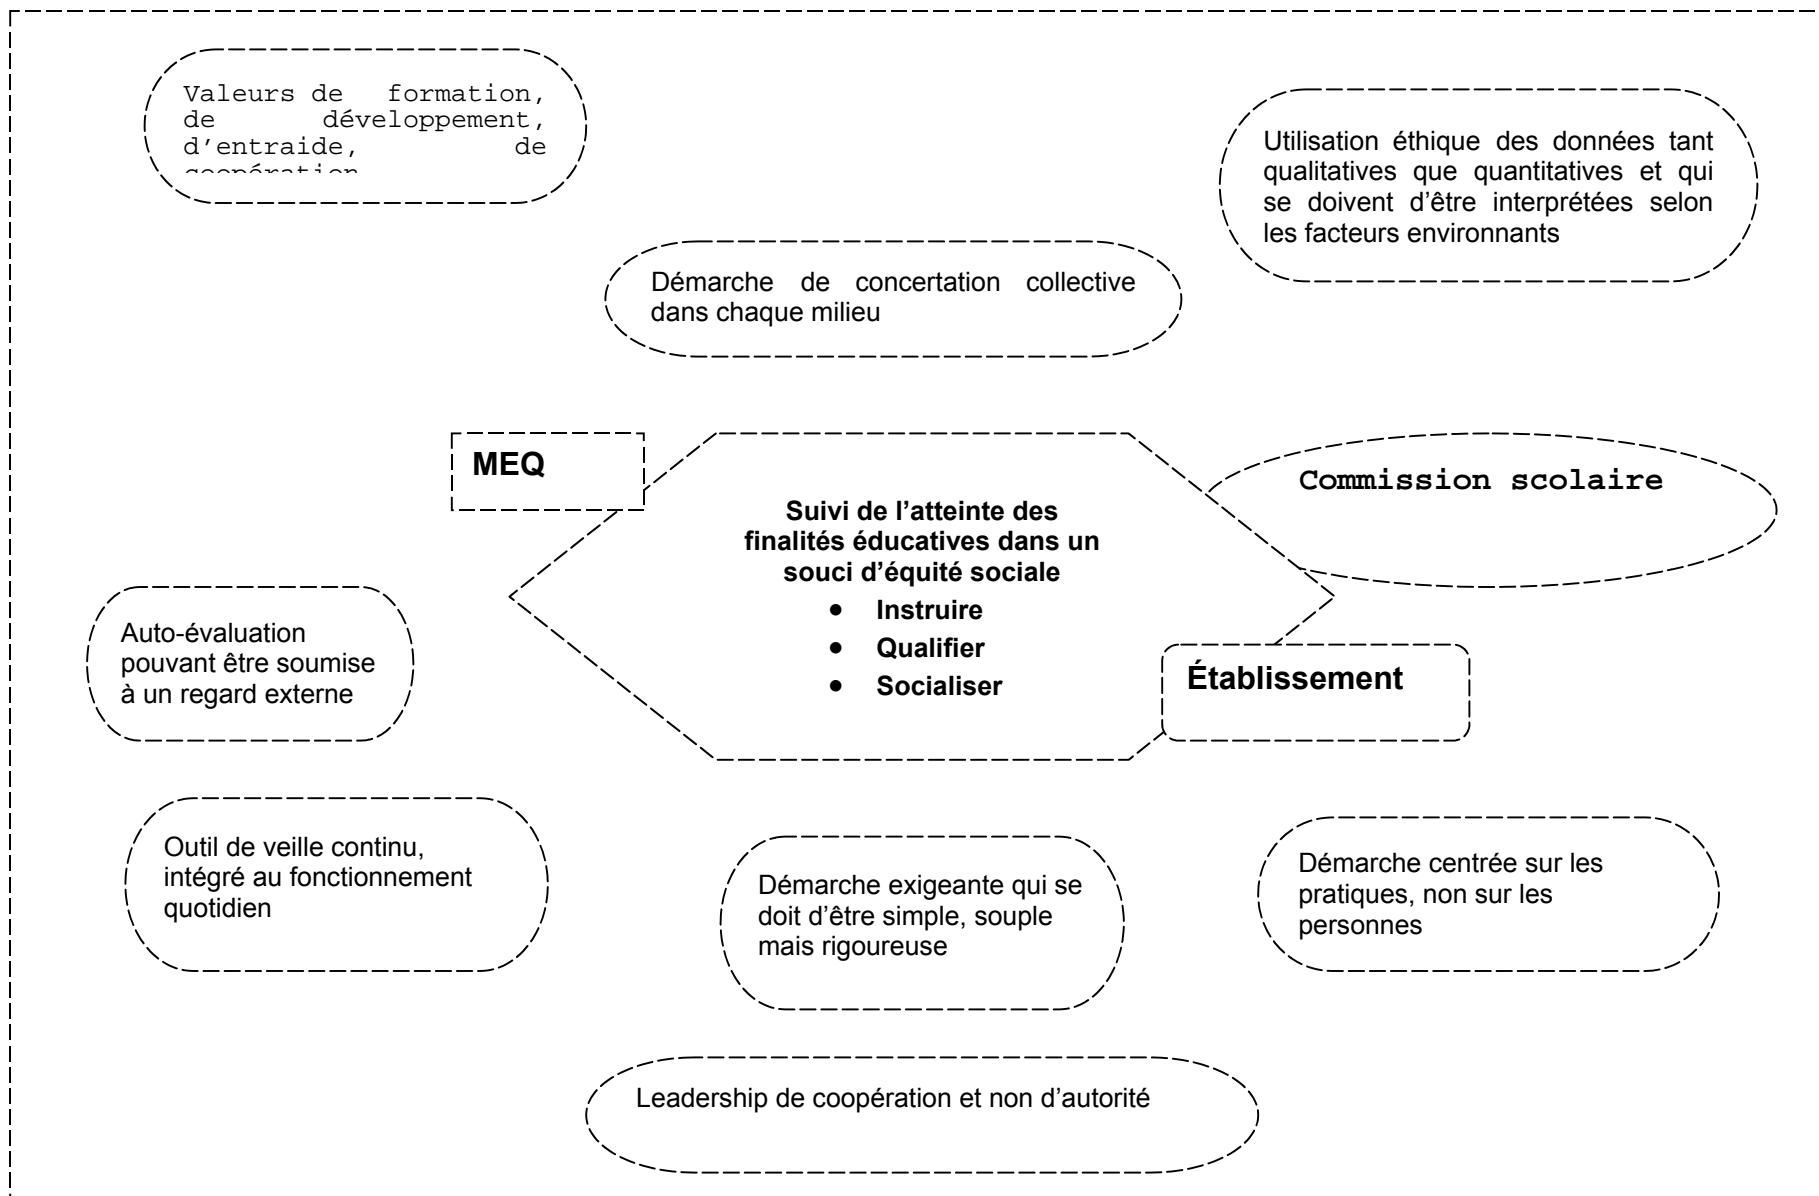 Valeurs de formation,
de développement,
d'entraide, de
coopération
Utilisation éthique des données tant
qualitatives que quantitatives et qui
se doivent d'être interprétées selon
les facteurs environnants
Démarche de concertation collective
dans chaque milieu
MEQ
Commission scolaire
Suivi de l'atteinte des
finalités éducatives dans un
souci d'équité sociale
• Instruire
• Qualifier
• Socialiser
Établissement
Auto-évaluation
pouvant être soumise
à un regard externe
Outil de veille continu,
intégré au fonctionnement
quotidien
Démarche exigeante qui se
doit d'être simple, souple
mais rigoureuse
Démarche centrée sur les
pratiques, non sur les
personnes
Leadership de coopération et non d'autorité